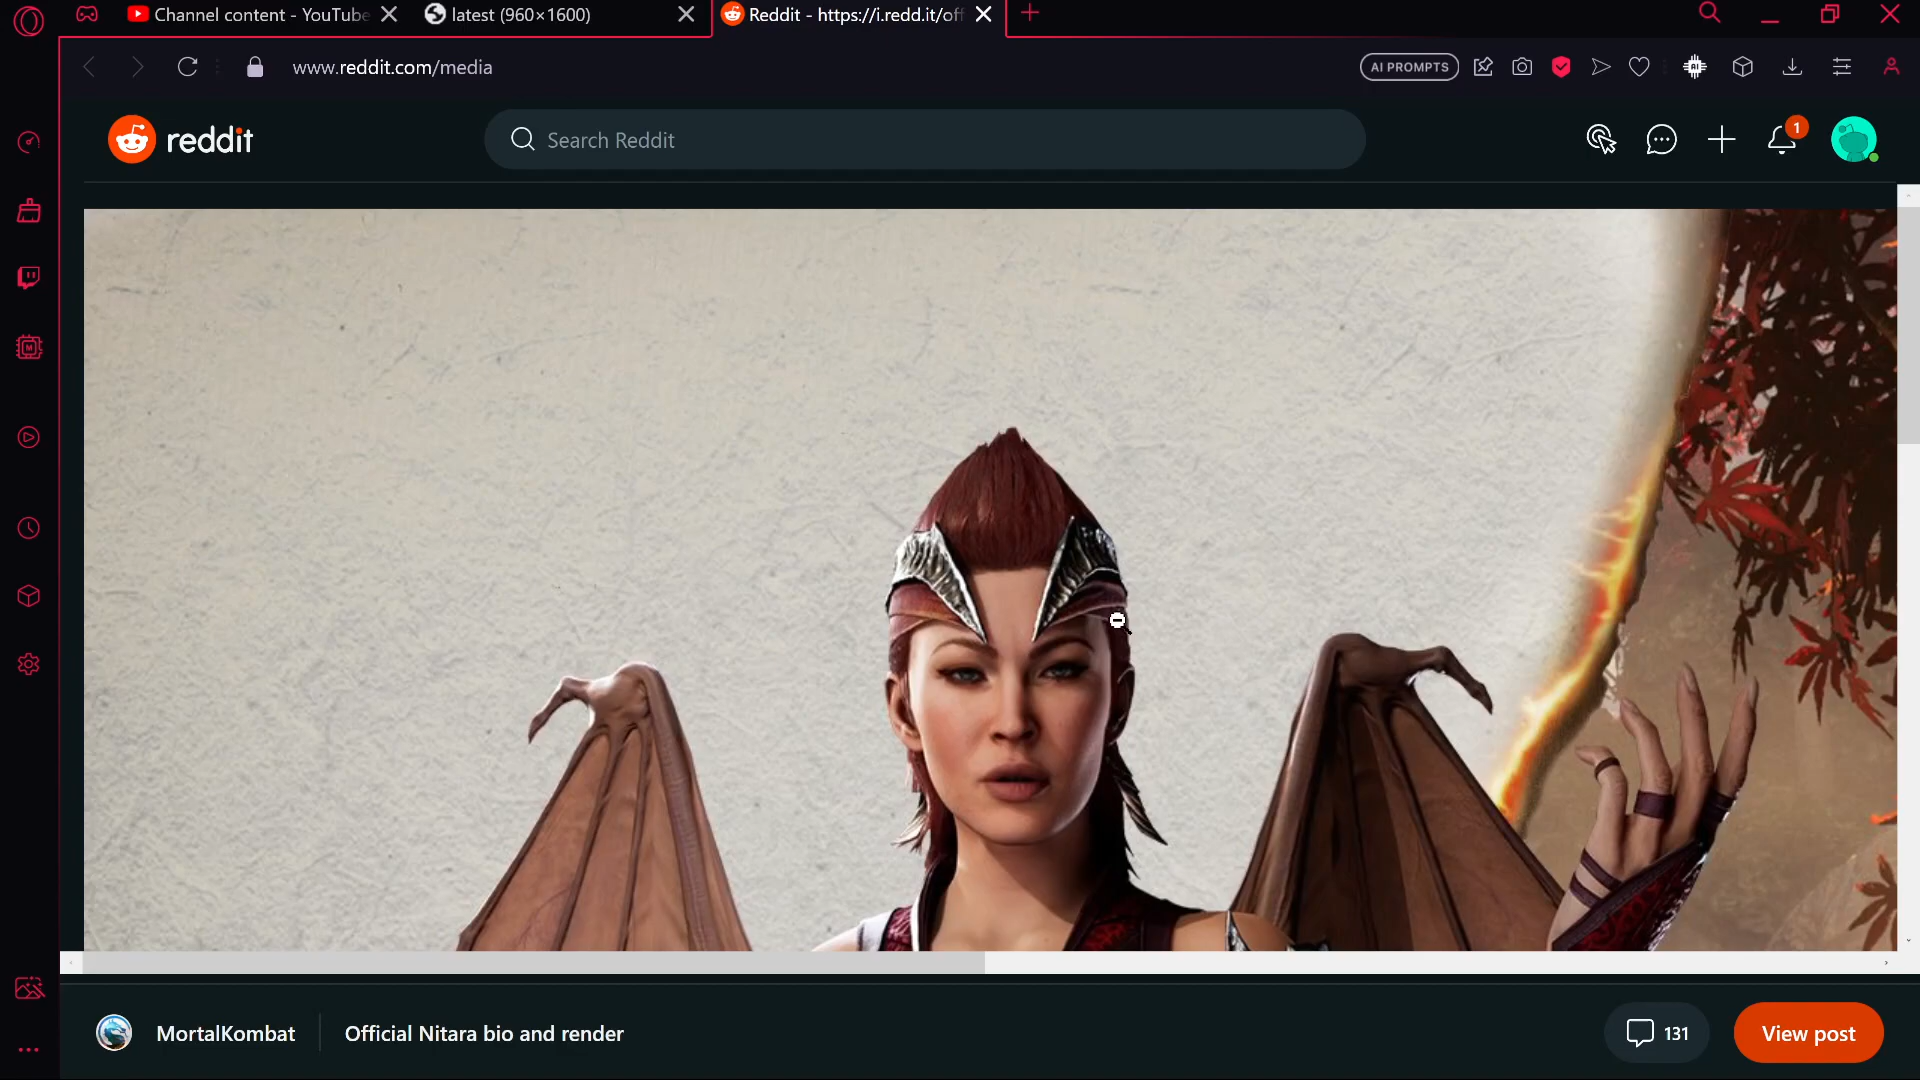 Channel content - YouTube
latest (960×1600)
Reddit - https://i.redd.it/off
www.reddit.com/media
AI PROMPTS
AI
reddit
Search Reddit
1
M
MortalKombat
Official Nitara bio and render
131
View post